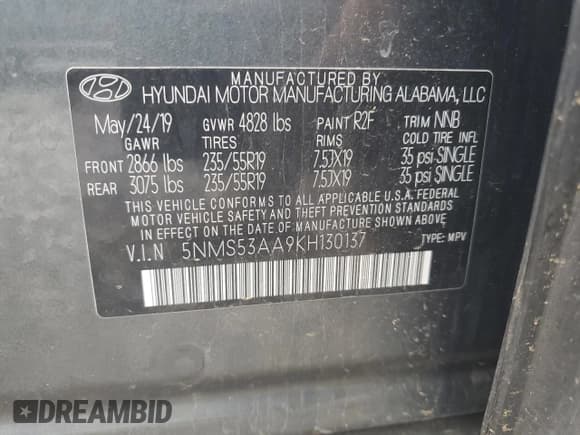 MANUFACTURED BY
HYUNDAI MOTOR MANUFACTURING ALABAMA, LLC
May/24/19 GVWR 4828 lbs PAINT R2F TRIM NNB
GAWR TIRES RIMS COLD TIRE INFL
FRONT 2866 lbs 235/55R19 7.5JX19 35 psi SINGLE
REAR 3075 lbs 235/55R19 7.5JX19 35 psi SINGLE
THIS VEHICLE CONFORMS TO ALL APPLICABLE FEDERAL
MOTOR VEHICLE SAFETY AND THEFT PREVENTION STANDARDS
IN EFFECT ON THE DATE OF MANUFACTURE SHOWN ABOVE.
V.I.N 5NMS53AA9KH130137 TYPE: MPV
DREAMBID